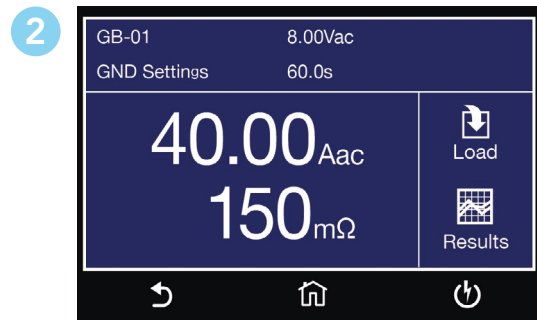 2
GB-01 8.00Vac
GND Settings 60.0s
40.00Aac
150mΩ
Load
Results